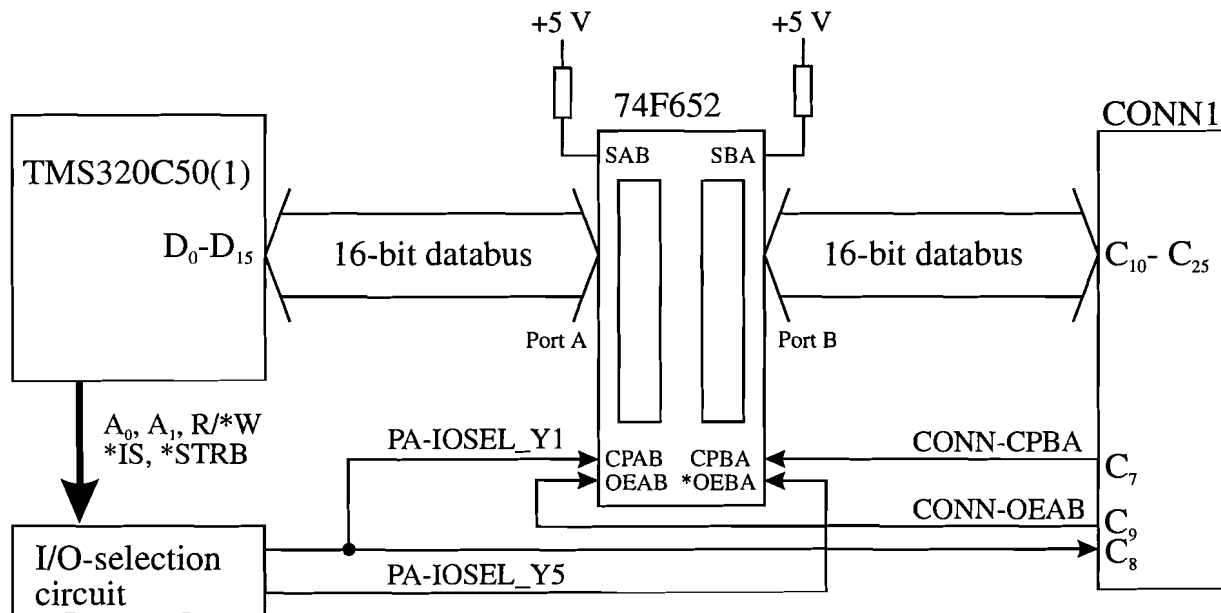 +5 V
+5 V
74F652
CONN1
SAB
SBA
TMS320C50(1)
D₀-D₁₅
16-bit databus
16-bit databus
C₁₀- C₂₅
Port A
Port B
A₀, A₁, R/*W
*IS, *STRB
PA-IOSEL_Y1
CPAB
CPBA
CONN-CPBA
C₇
OEAB
*OEBA
CONN-OEAB
C₉
I/O-selection
circuit
C₈
PA-IOSEL_Y5